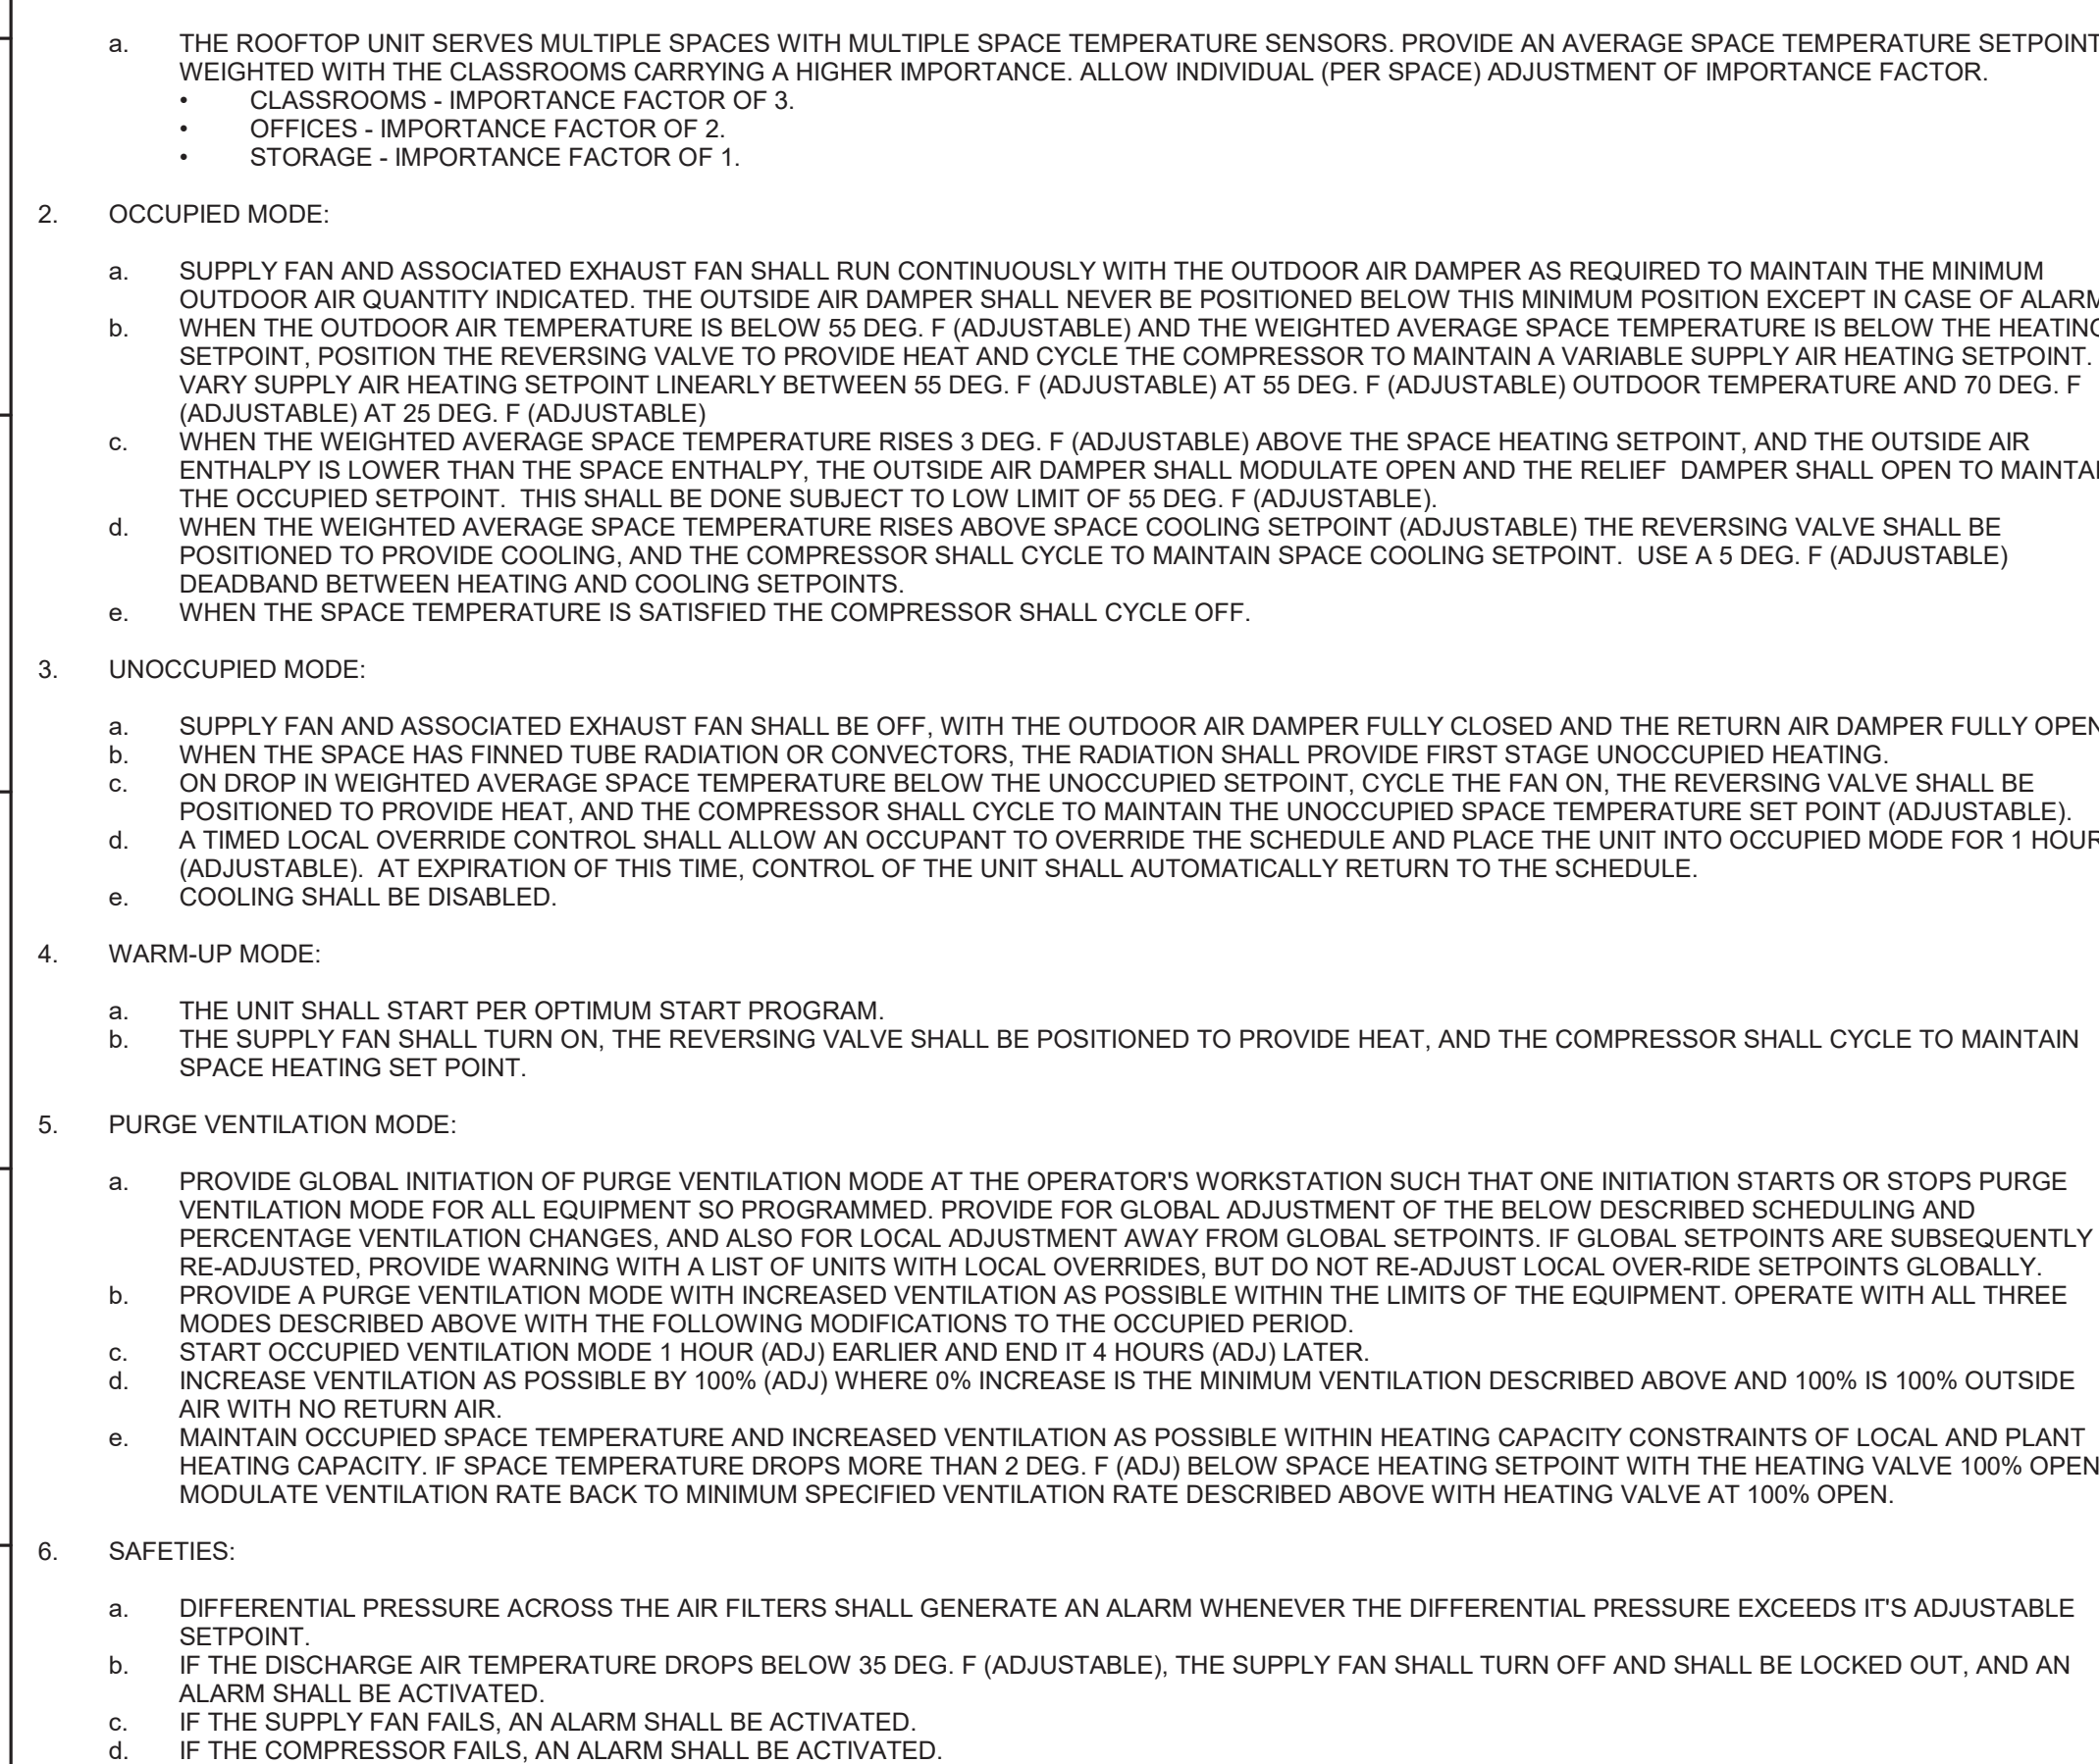 a. THE ROOFTOP UNIT SERVES MULTIPLE SPACES WITH MULTIPLE SPACE TEMPERATURE SENSORS. PROVIDE AN AVERAGE SPACE TEMPERATURE SETPOINT
WEIGHTED WITH THE CLASSROOMS CARRYING A HIGHER IMPORTANCE. ALLOW INDIVIDUAL (PER SPACE) ADJUSTMENT OF IMPORTANCE FACTOR.
• CLASSROOMS - IMPORTANCE FACTOR OF 3.
• OFFICES - IMPORTANCE FACTOR OF 2.
• STORAGE - IMPORTANCE FACTOR OF 1.
2. OCCUPIED MODE:
a. SUPPLY FAN AND ASSOCIATED EXHAUST FAN SHALL RUN CONTINUOUSLY WITH THE OUTDOOR AIR DAMPER AS REQUIRED TO MAINTAIN THE MINIMUM
OUTDOOR AIR QUANTITY INDICATED. THE OUTSIDE AIR DAMPER SHALL NEVER BE POSITIONED BELOW THIS MINIMUM POSITION EXCEPT IN CASE OF ALARM
b. WHEN THE OUTDOOR AIR TEMPERATURE IS BELOW 55 DEG. F (ADJUSTABLE) AND THE WEIGHTED AVERAGE SPACE TEMPERATURE IS BELOW THE HEATING
SETPOINT, POSITION THE REVERSING VALVE TO PROVIDE HEAT AND CYCLE THE COMPRESSOR TO MAINTAIN A VARIABLE SUPPLY AIR HEATING SETPOINT.
VARY SUPPLY AIR HEATING SETPOINT LINEARLY BETWEEN 55 DEG. F (ADJUSTABLE) AT 55 DEG. F (ADJUSTABLE) OUTDOOR TEMPERATURE AND 70 DEG. F
(ADJUSTABLE) AT 25 DEG. F (ADJUSTABLE)
c. WHEN THE WEIGHTED AVERAGE SPACE TEMPERATURE RISES 3 DEG. F (ADJUSTABLE) ABOVE THE SPACE HEATING SETPOINT, AND THE OUTSIDE AIR
ENTHALPY IS LOWER THAN THE SPACE ENTHALPY, THE OUTSIDE AIR DAMPER SHALL MODULATE OPEN AND THE RELIEF DAMPER SHALL OPEN TO
THE OCCUPIED SETPOINT. THIS SHALL BE DONE SUBJECT TO LOW LIMIT OF 55 DEG. F (ADJUSTABLE).
d. WHEN THE WEIGHTED AVERAGE SPACE TEMPERATURE RISES ABOVE SPACE COOLING SETPOINT (ADJUSTABLE) THE REVERSING VALVE SHALL BE
POSITIONED TO PROVIDE COOLING, AND THE COMPRESSOR SHALL CYCLE TO MAINTAIN SPACE COOLING SETPOINT. USE A 5 DEG. F (ADJUSTABLE)
DEADBAND BETWEEN HEATING AND COOLING SETPOINTS.
e. WHEN THE SPACE TEMPERATURE IS SATISFIED THE COMPRESSOR SHALL CYCLE OFF.
3. UNOCCUPIED MODE:
a. SUPPLY FAN AND ASSOCIATED EXHAUST FAN SHALL BE OFF, WITH THE OUTDOOR AIR DAMPER FULLY CLOSED AND THE RETURN AIR DAMPER FULLY OPEN
b. WHEN THE SPACE HAS FINNED TUBE RADIATION OR CONVECTORS, THE RADIATION SHALL PROVIDE FIRST STAGE UNOCCUPIED HEATING.
c. ON DROP IN WEIGHTED AVERAGE SPACE TEMPERATURE BELOW THE UNOCCUPIED SETPOINT, CYCLE THE FAN ON, THE REVERSING VALVE SHALL BE
POSITIONED TO PROVIDE HEAT, AND THE COMPRESSOR SHALL CYCLE TO MAINTAIN THE UNOCCUPIED SPACE TEMPERATURE SET POINT (ADJUSTABLE).
d. A TIMED LOCAL OVERRIDE CONTROL SHALL ALLOW AN OCCUPANT TO OVERRIDE THE SCHEDULE AND PLACE THE UNIT INTO OCCUPIED MODE FOR 1 HOUR
(ADJUSTABLE). AT EXPIRATION OF THIS TIME, CONTROL OF THE UNIT SHALL AUTOMATICALLY RETURN TO THE SCHEDULE.
e. COOLING SHALL BE DISABLED.
4. WARM-UP MODE:
a. THE UNIT SHALL START PER OPTIMUM START PROGRAM.
b. THE SUPPLY FAN SHALL TURN ON, THE REVERSING VALVE SHALL BE POSITIONED TO PROVIDE HEAT, AND THE COMPRESSOR SHALL CYCLE TO MAINTAIN
SPACE HEATING SET POINT.
5. PURGE VENTILATION MODE:
a. PROVIDE GLOBAL INITIATION OF PURGE VENTILATION MODE AT THE OPERATOR'S WORKSTATION SUCH THAT ONE INITIATION STARTS OR STOPS PURGE
VENTILATION MODE FOR ALL EQUIPMENT SO PROGRAMMED. PROVIDE FOR GLOBAL ADJUSTMENT OF THE BELOW DESCRIBED SCHEDULING AND
PERCENTAGE VENTILATION CHANGES, AND ALSO FOR LOCAL ADJUSTMENT AWAY FROM GLOBAL SETPOINTS. IF GLOBAL SETPOINTS ARE SUBSEQUENTLY
RE-ADJUSTED, PROVIDE WARNING WITH A LIST OF UNITS WITH LOCAL OVERRIDES, BUT DO NOT RE-ADJUST LOCAL OVER-RIDE SETPOINTS GLOBALLY.
b. PROVIDE A PURGE VENTILATION MODE WITH INCREASED VENTILATION AS POSSIBLE WITHIN THE LIMITS OF THE EQUIPMENT. OPERATE WITH ALL THREE
MODES DESCRIBED ABOVE WITH THE FOLLOWING MODIFICATIONS TO THE OCCUPIED PERIOD.
c. START OCCUPIED VENTILATION MODE 1 HOUR (ADJ) EARLIER AND END IT 4 HOURS (ADJ) LATER.
d. INCREASE VENTILATION AS POSSIBLE BY 100% (ADJ) WHERE 0% INCREASE IS THE MINIMUM VENTILATION DESCRIBED ABOVE AND 100% IS 100% OUTSIDE
AIR WITH NO RETURN AIR.
e. MAINTAIN OCCUPIED SPACE TEMPERATURE AND INCREASED VENTILATION AS POSSIBLE WITHIN HEATING CAPACITY CONSTRAINTS OF LOCAL AND PLANT
HEATING CAPACITY. IF SPACE TEMPERATURE DROPS MORE THAN 2 DEG. F (ADJ) BELOW SPACE HEATING SETPOINT WITH THE HEATING VALVE 100% OPEN
MODULATE VENTILATION RATE BACK TO MINIMUM SPECIFIED VENTILATION RATE DESCRIBED ABOVE WITH HEATING VALVE AT 100% OPEN.
6. SAFETIES:
a. DIFFERENTIAL PRESSURE ACROSS THE AIR FILTERS SHALL GENERATE AN ALARM WHENEVER THE DIFFERENTIAL PRESSURE EXCEEDS IT'S ADJUSTABLE
SETPOINT.
b. IF THE DISCHARGE AIR TEMPERATURE DROPS BELOW 35 DEG. F (ADJUSTABLE), THE SUPPLY FAN SHALL TURN OFF AND SHALL BE LOCKED OUT, AND AN
ALARM SHALL BE ACTIVATED.
c. IF THE SUPPLY FAN FAILS, AN ALARM SHALL BE ACTIVATED.
d. IF THE COMPRESSOR FAILS, AN ALARM SHALL BE ACTIVATED.